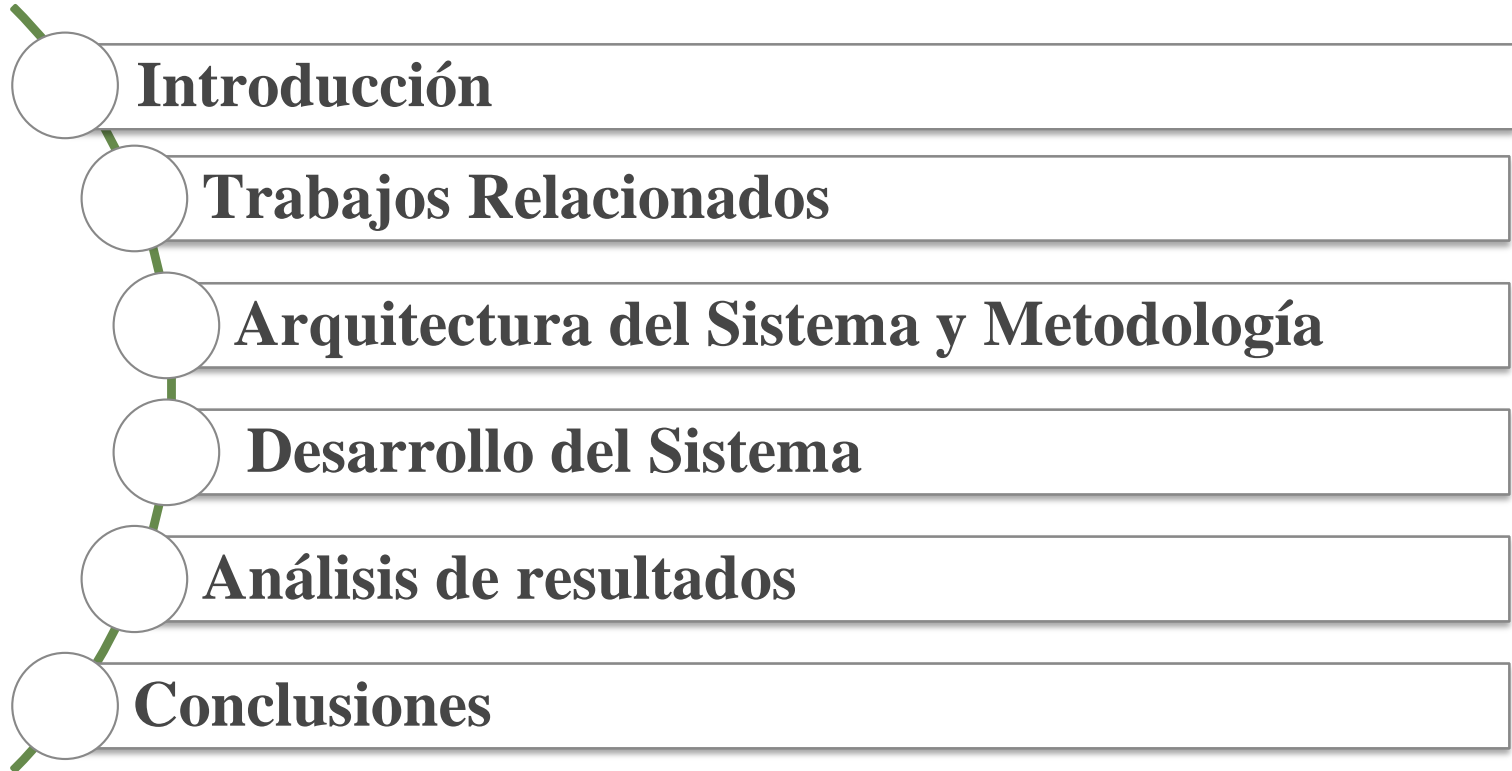 Introducción
Trabajos Relacionados
Arquitectura del Sistema y Metodología
Desarrollo del Sistema
Análisis de resultados
Conclusiones